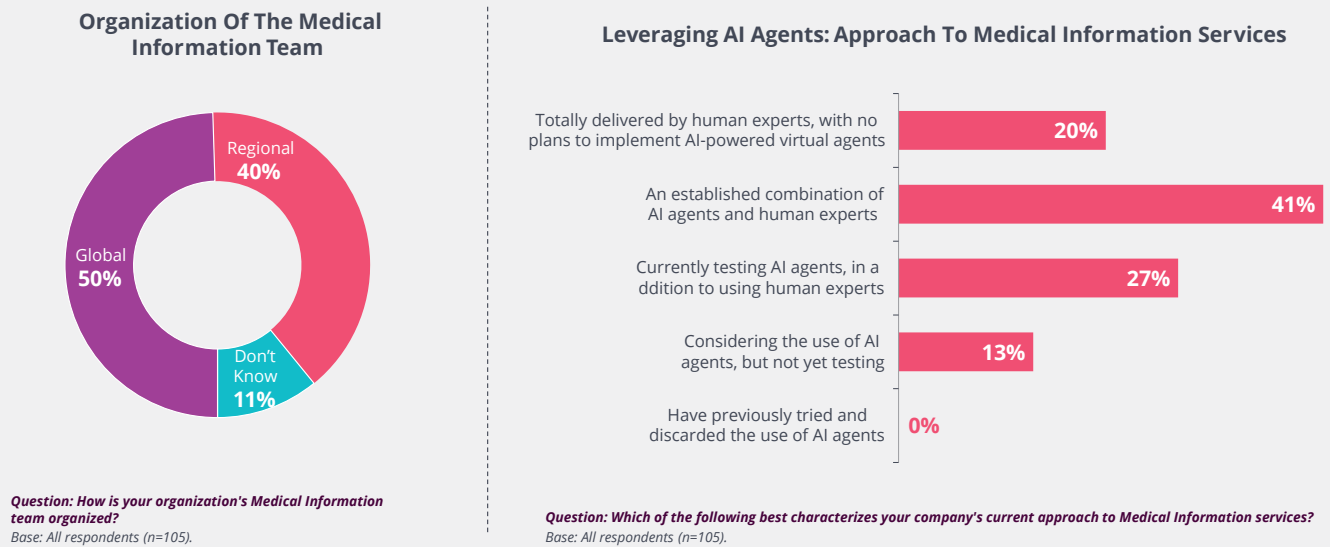 Organization Of The Medical
Information Team
Regional
40%
Global
50%
Don't
Know
11%
Question: How is your organization's Medical Information
team organized?
Base: All respondents (n=105).
Leveraging AI Agents: Approach To Medical Information Services
Totally delivered by human experts, with no
plans to implement AI-powered virtual agents
20%
An established combination of
AI agents and human experts
41%
Currently testing AI agents, in a
ddition to using human experts
27%
Considering the use of AI
agents, but not yet testing
13%
Have previously tried and
discarded the use of AI agents
0%
Question: Which of the following best characterizes your company's current approach to Medical Information services?
Base: All respondents (n=105).